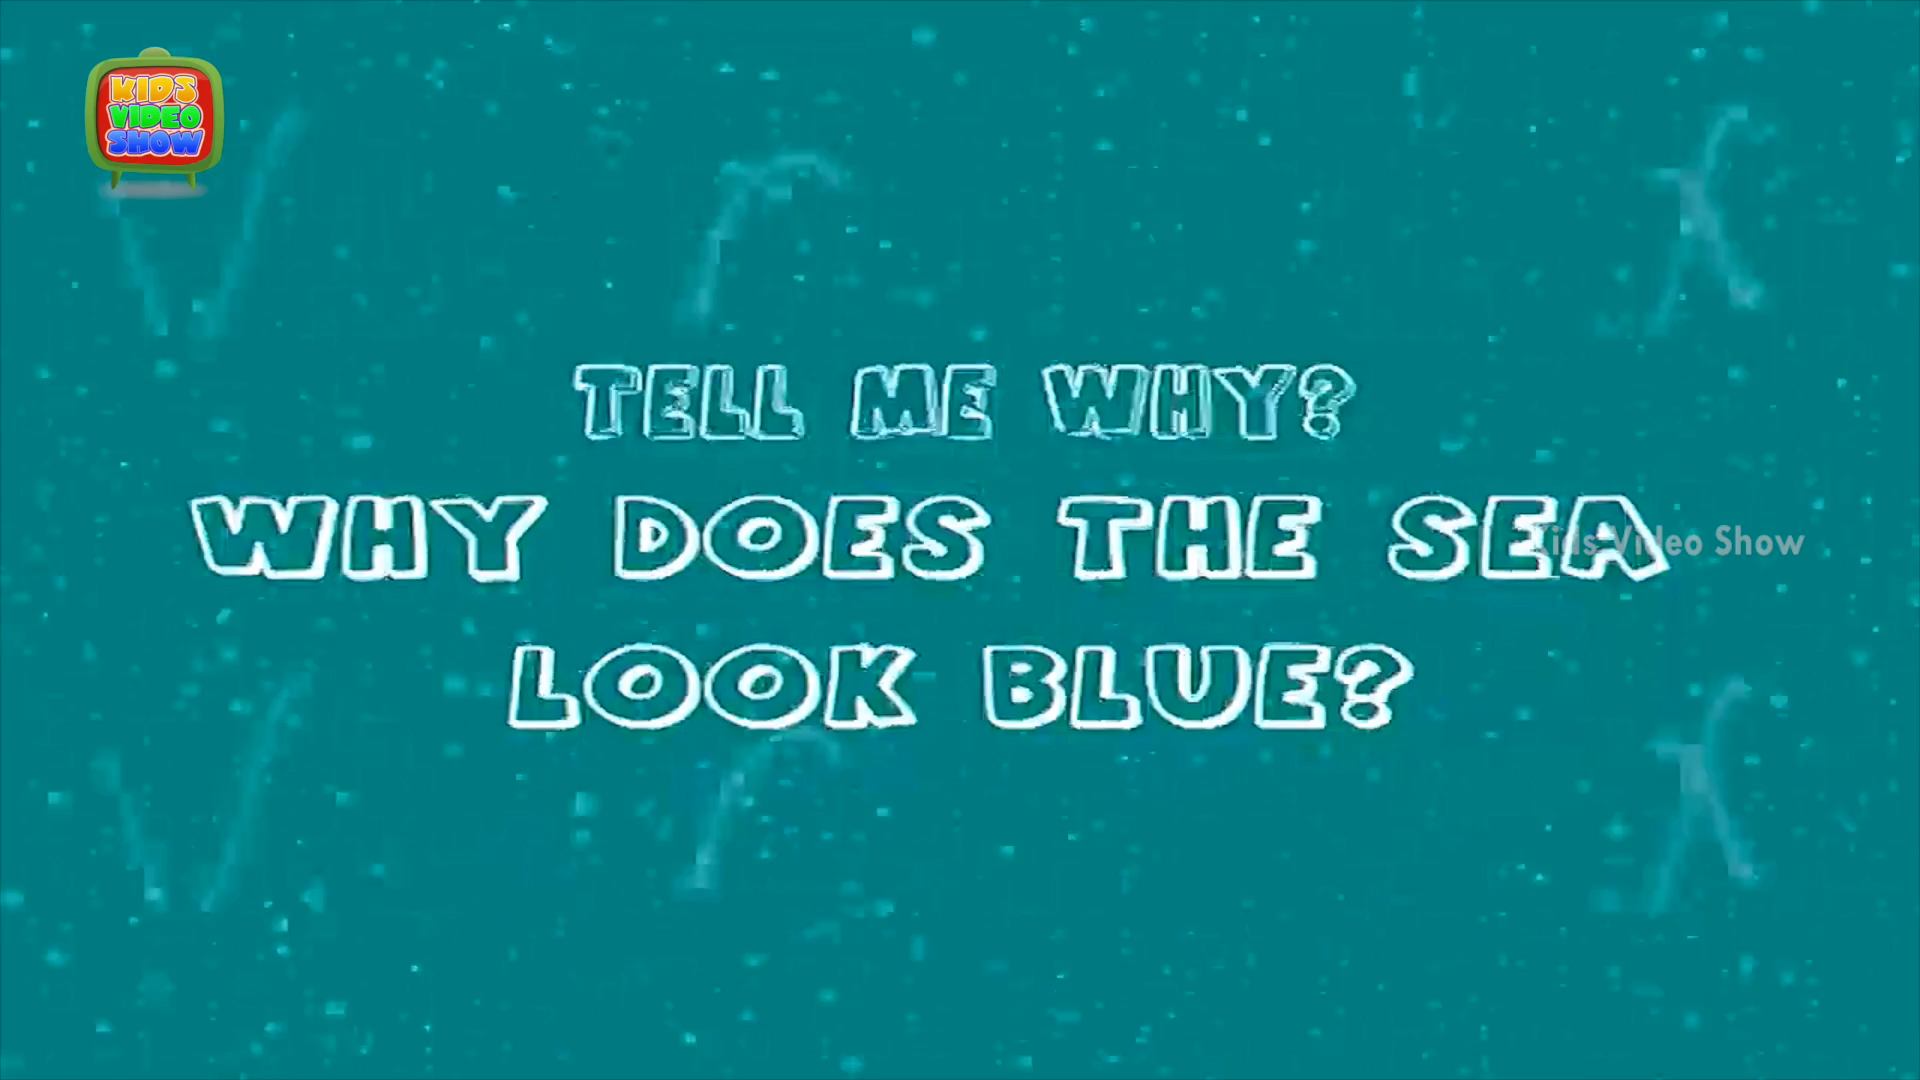 KIDS
VIDEO
SHOW
TELL ME WHY?
WHY DOES THE SEA
LOOK BLUE?
Kids Video Show